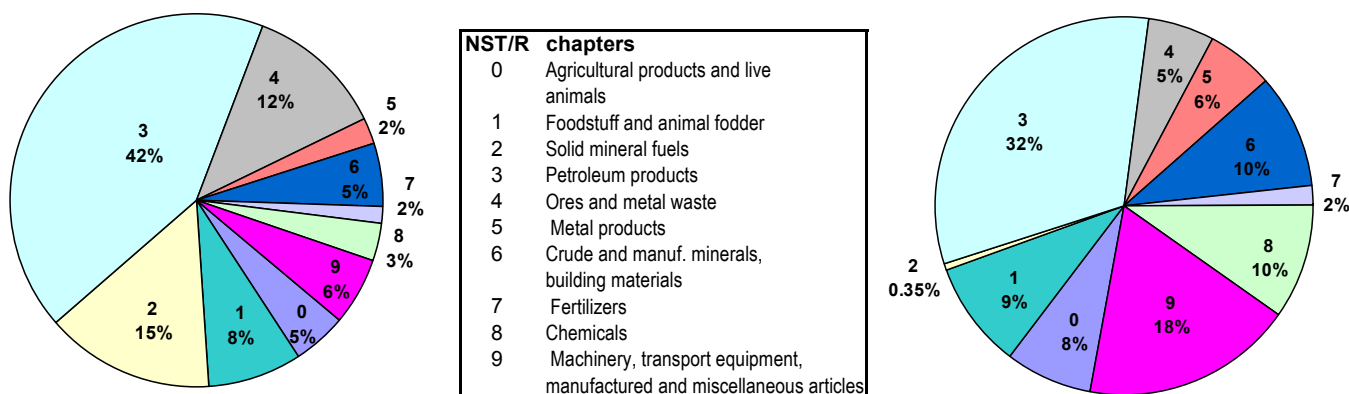 3
42%
4
12%
5
2%
6
5%
7
2%
8
3%
9
6%
0
5%
1
8%
2
15%
NST/R chapters
0 Agricultural products and live
animals
1 Foodstuff and animal fodder
2 Solid mineral fuels
3 Petroleum products
4 Ores and metal waste
5 Metal products
6 Crude and manuf. minerals,
building materials
7 Fertilizers
8 Chemicals
9 Machinery, transport equipment,
manufactured and miscellaneous articles
3
32%
4
5%
5
6%
6
10%
7
2%
8
10%
9
18%
0
8%
1
9%
2
0.35%